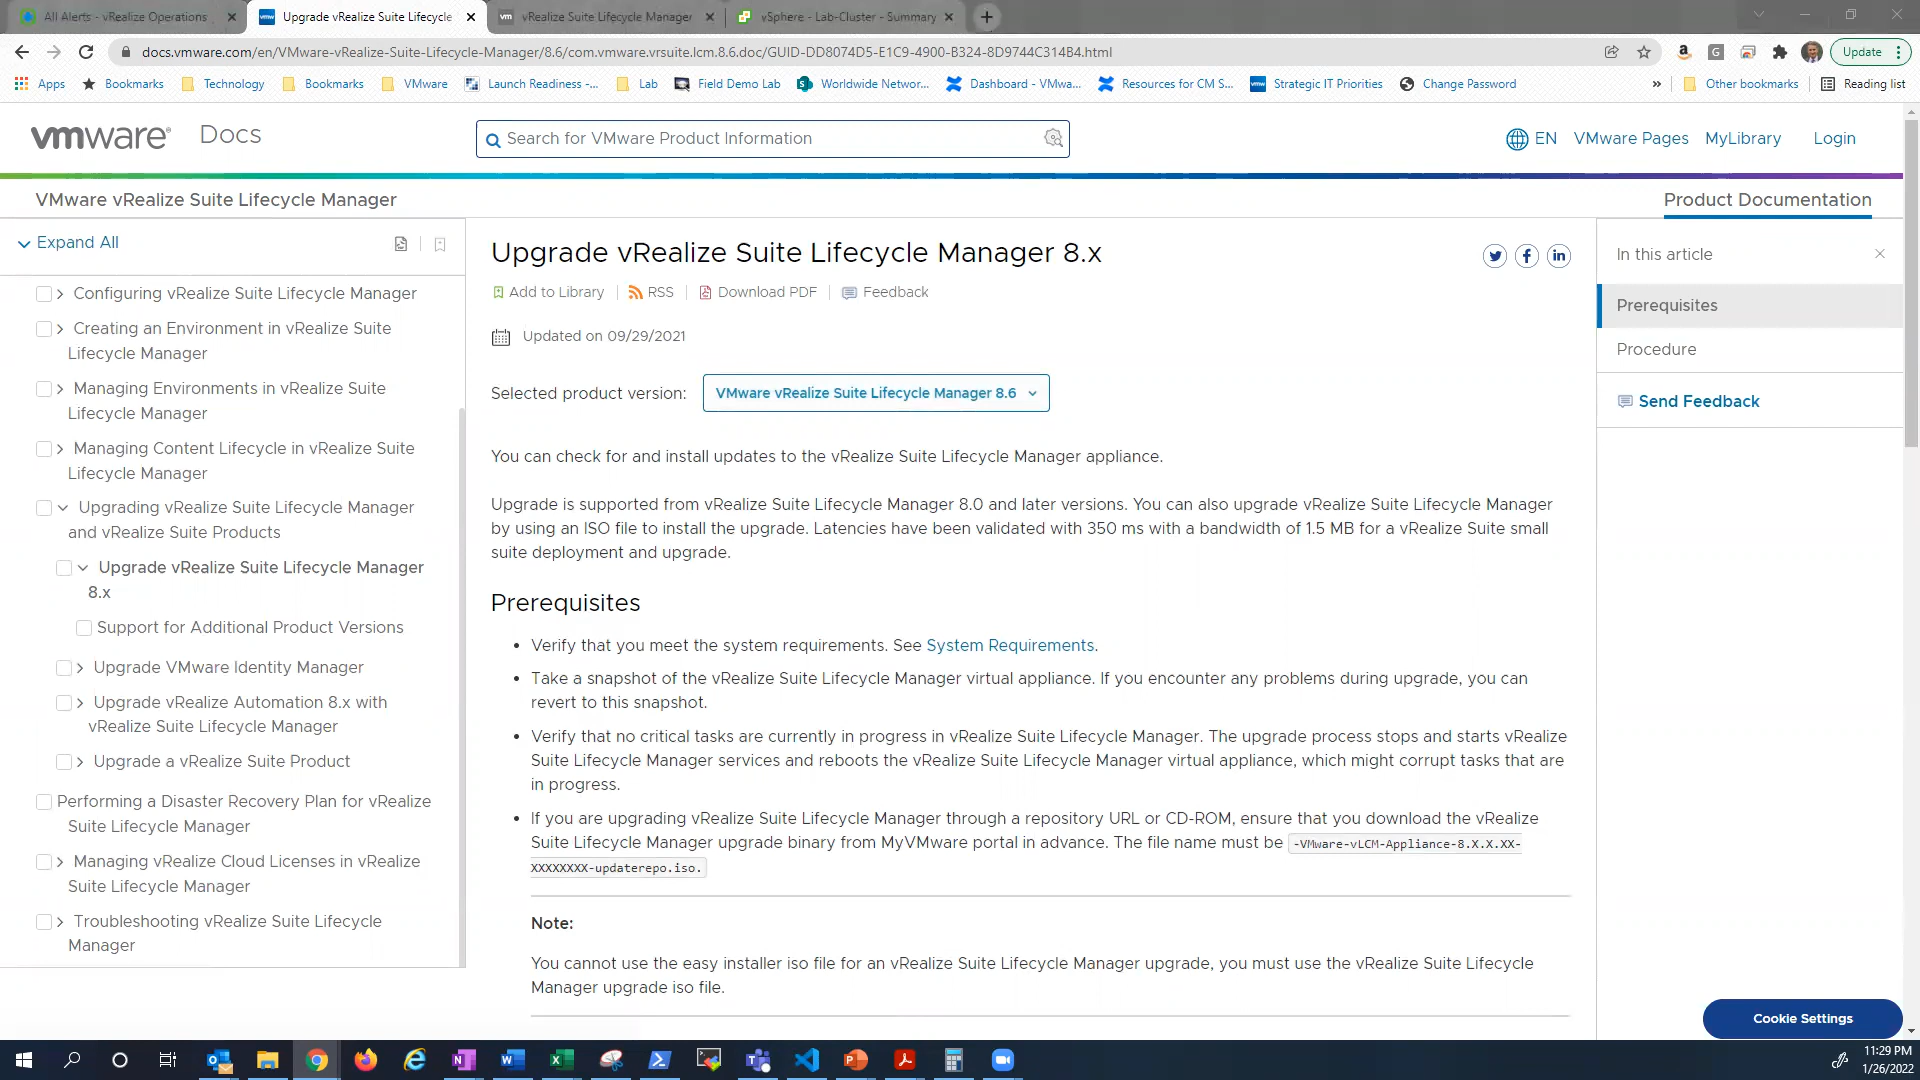 All Alerts - vRealize Operations
Upgrade vRealize Suite Lifecycle
vm vRealize Suite Lifecycle Manager
vSphere - Lab-Cluster - Summary
docs.vmware.com/en/VMware-vRealize-Suite-Lifecycle-Manager/8.6/com.vmware.vrsuite.lcm.8.6.doc/GUID-DD8074D5-E1C9-4900-B324-8D9744C314B4.html
Update
Apps
Bookmarks
Technology
Bookmarks
VMware
Launch Readiness -...
Lab
Field Demo Lab
Worldwide Networ...
Dashboard - VMwa...
Resources for CM S...
Strategic IT Priorities
Change Password
»
Other bookmarks
Reading list
vmware® Docs
Search for VMware Product Information
EN
VMware Pages
MyLibrary
Login
VMware vRealize Suite Lifecycle Manager
Product Documentation
Expand All
Configuring vRealize Suite Lifecycle Manager
Creating an Environment in vRealize Suite
Lifecycle Manager
Managing Environments in vRealize Suite
Lifecycle Manager
Managing Content Lifecycle in vRealize Suite
Lifecycle Manager
Upgrading vRealize Suite Lifecycle Manager
and vRealize Suite Products
Upgrade vRealize Suite Lifecycle Manager
8.x
Support for Additional Product Versions
Upgrade VMware Identity Manager
Upgrade vRealize Automation 8.x with
vRealize Suite Lifecycle Manager
Upgrade a vRealize Suite Product
Performing a Disaster Recovery Plan for vRealize
Suite Lifecycle Manager
Managing vRealize Cloud Licenses in vRealize
Suite Lifecycle Manager
Troubleshooting vRealize Suite Lifecycle
Manager
Upgrade vRealize Suite Lifecycle Manager 8.x
Add to Library
RSS
Download PDF
Feedback
Updated on 09/29/2021
Selected product version:
VMware vRealize Suite Lifecycle Manager 8.6
You can check for and install updates to the vRealize Suite Lifecycle Manager appliance.
Upgrade is supported from vRealize Suite Lifecycle Manager 8.0 and later versions. You can also upgrade vRealize Suite Lifecycle Manager
by using an ISO file to install the upgrade. Latencies have been validated with 350 ms with a bandwidth of 1.5 MB for a vRealize Suite small
suite deployment and upgrade.
Prerequisites
• Verify that you meet the system requirements. See System Requirements.
• Take a snapshot of the vRealize Suite Lifecycle Manager virtual appliance. If you encounter any problems during upgrade, you can
revert to this snapshot.
• Verify that no critical tasks are currently in progress in vRealize Suite Lifecycle Manager. The upgrade process stops and starts vRealize
Suite Lifecycle Manager services and reboots the vRealize Suite Lifecycle Manager virtual appliance, which might corrupt tasks that are
in progress.
• If you are upgrading vRealize Suite Lifecycle Manager through a repository URL or CD-ROM, ensure that you download the vRealize
Suite Lifecycle Manager upgrade binary from MyVMware portal in advance. The file name must be -VMware-vLCM-Appliance-8.X.X.XX-
XXXXXXXX-updaterepo.iso.
Note:
You cannot use the easy installer iso file for an vRealize Suite Lifecycle Manager upgrade, you must use the vRealize Suite Lifecycle
Manager upgrade iso file.
In this article
Prerequisites
Procedure
Send Feedback
Cookie Settings
11:29 PM
1/26/2022